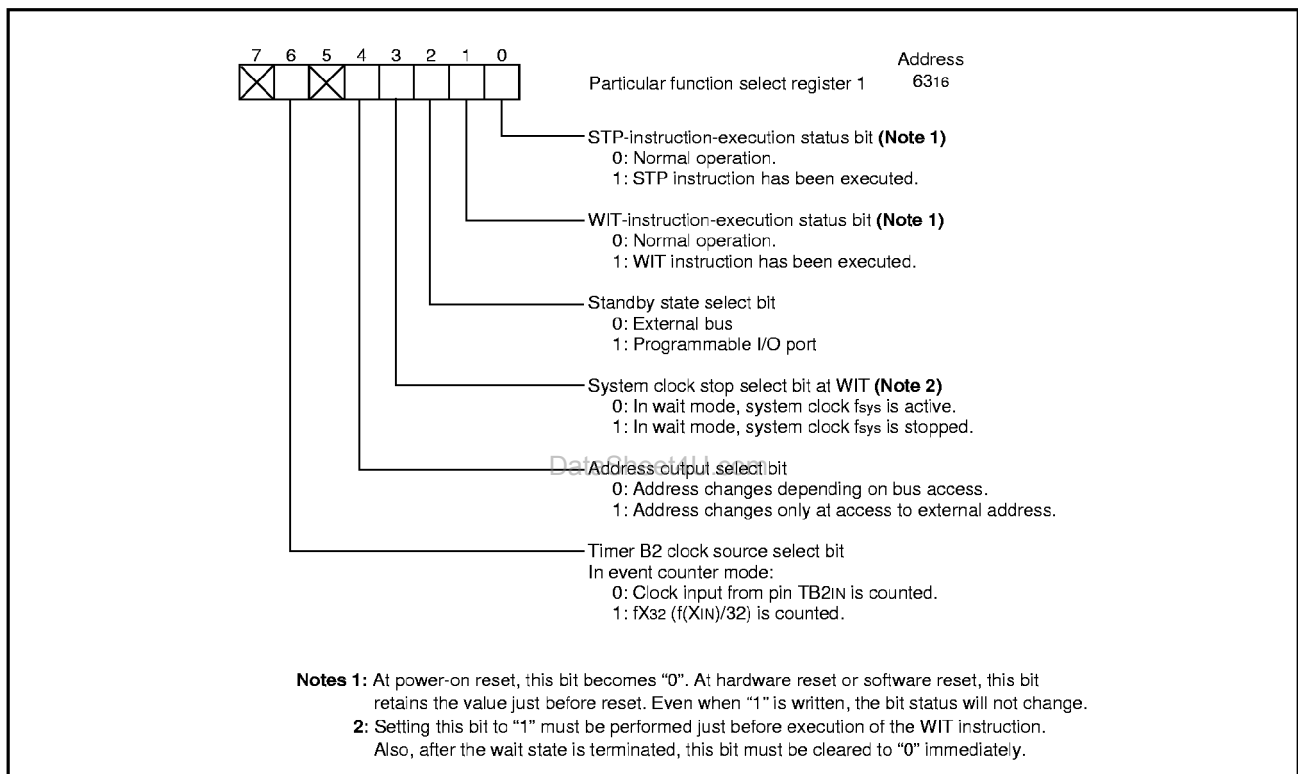 7 6 5 4 3 2 1 0
Address
Particular function select register 1
6316
STP-instruction-execution status bit (Note 1)
0: Normal operation.
1: STP instruction has been executed.
WIT-instruction-execution status bit (Note 1)
0: Normal operation.
1: WIT instruction has been executed.
Standby state select bit
0: External bus
1: Programmable I/O port
System clock stop select bit at WIT (Note 2)
0: In wait mode, system clock fsys is active.
1: In wait mode, system clock fsys is stopped.
DataSheet4U.com
Address output select bit
0: Address changes depending on bus access.
1: Address changes only at access to external address.
Timer B2 clock source select bit
In event counter mode:
0: Clock input from pin TB2IN is counted.
1: fX32 (f(XIN)/32) is counted.
Notes 1: At power-on reset, this bit becomes “0”. At hardware reset or software reset, this bit
retains the value just before reset. Even when “1” is written, the bit status will not change.
2: Setting this bit to “1” must be performed just before execution of the WIT instruction.
Also, after the wait state is terminated, this bit must be cleared to “0” immediately.